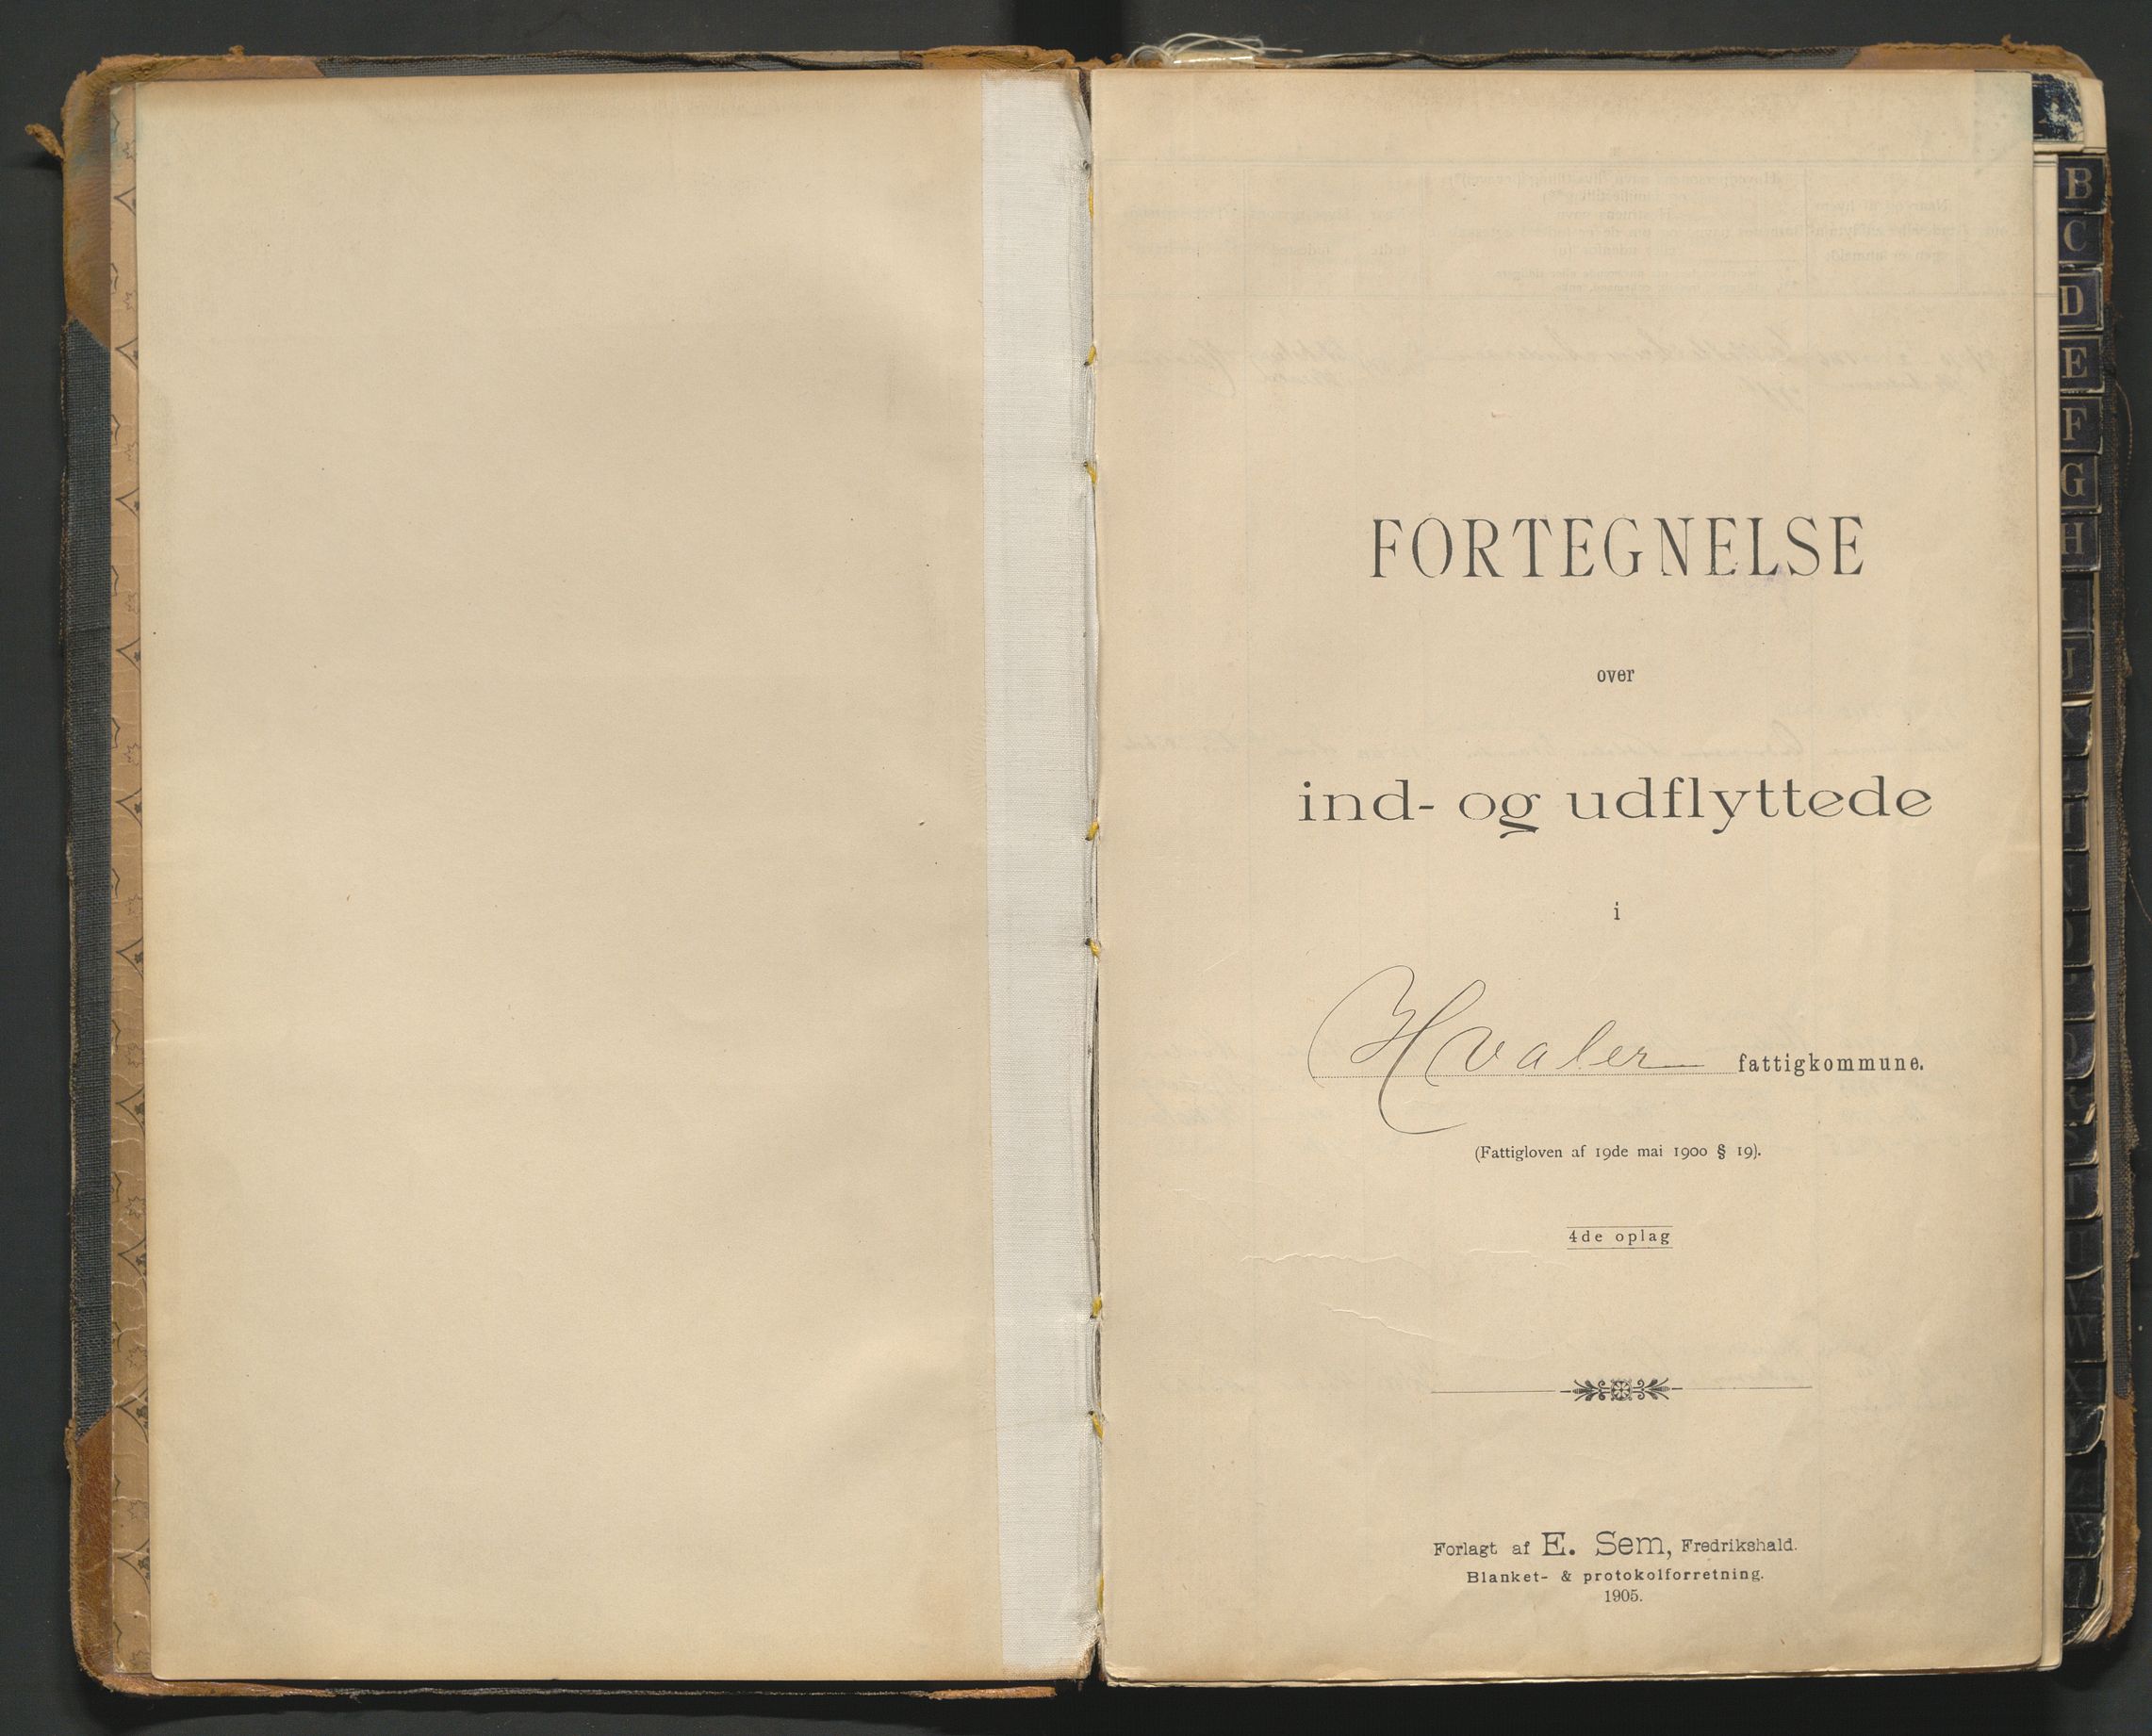 FORTEGNELSE
over
ind- og udflyttede
i
Hvaler fattigkommune.
(Fattigloven af 19de mai 1900 § 19).
4de oplag
Forlagt af E. Sem, Fredrikshald.
Blanket- & protokolforretning.
1905.
B
C
D
E
F
G
H
J
W
X
Y